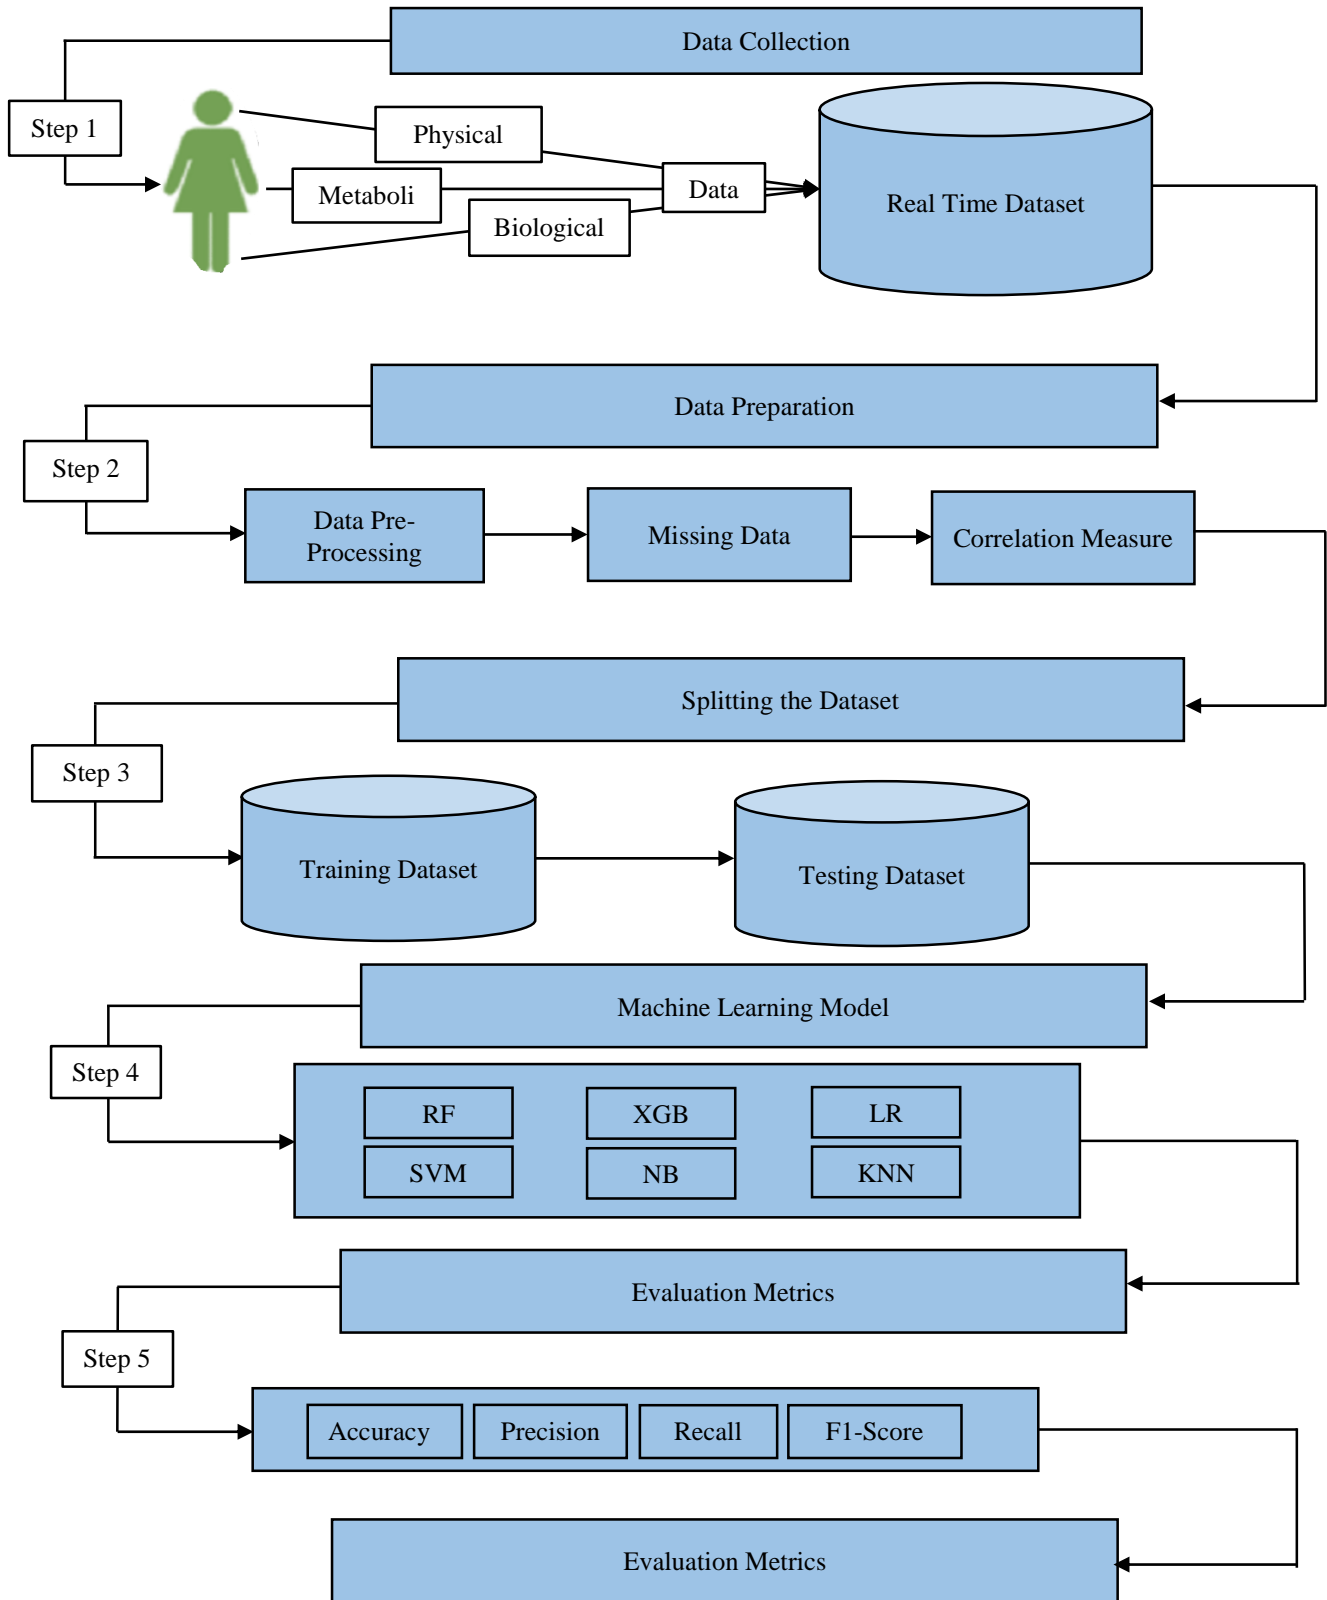 Data Collection
Step 1
Physical
Metaboli
Data
Biological
Real Time Dataset
Data Preparation
Step 2
Data Pre-
Processing
Missing Data
Correlation Measure
Splitting the Dataset
Step 3
Training Dataset
Testing Dataset
Machine Learning Model
Step 4
RF
XGB
LR
SVM
NB
KNN
Evaluation Metrics
Step 5
Accuracy
Precision
Recall
F1-Score
Evaluation Metrics